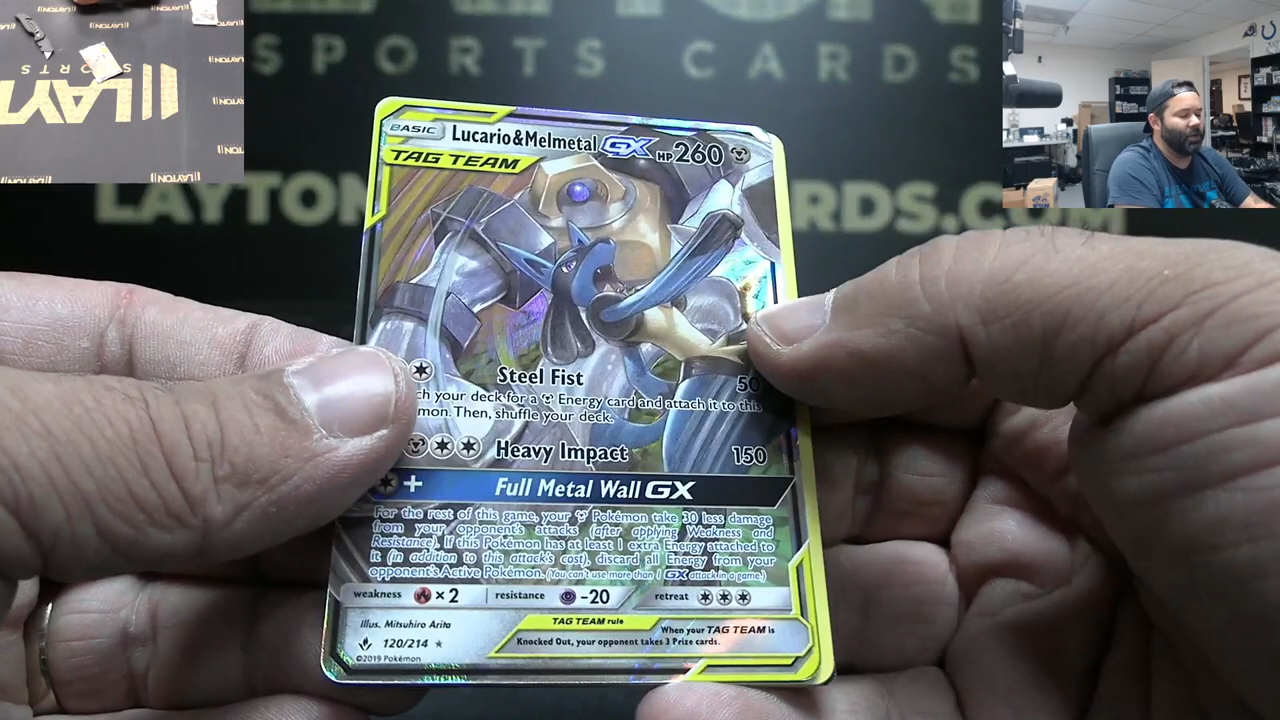 SPORTS CARDS
LAYTON
RDS.COM
LAYTON
BASIC Lucario&Melmetal GX HP260
TAG TEAM
Steel Fist 50
ch your deck for a Energy card and attach it to this
mon. Then, shuffle your deck.
Heavy Impact 150
+ Full Metal Wall GX
For the rest of this game, your Pokémon take 30 less damage
from your opponent's attacks (after applying Weakness and
Resistance). If this Pokémon has at least 1 extra Energy attached to
it (in addition to this attack's cost), discard all Energy from your
opponent's Active Pokémon. (You can't use more than 1 GX attack in a game.)
weakness ×2 resistance -20 retreat
Illus. Mitsuhiro Arita
120/214
©2019 Pokémon
TAG TEAM rule
When your TAG TEAM is
Knocked Out, your opponent takes 3 Prize cards.